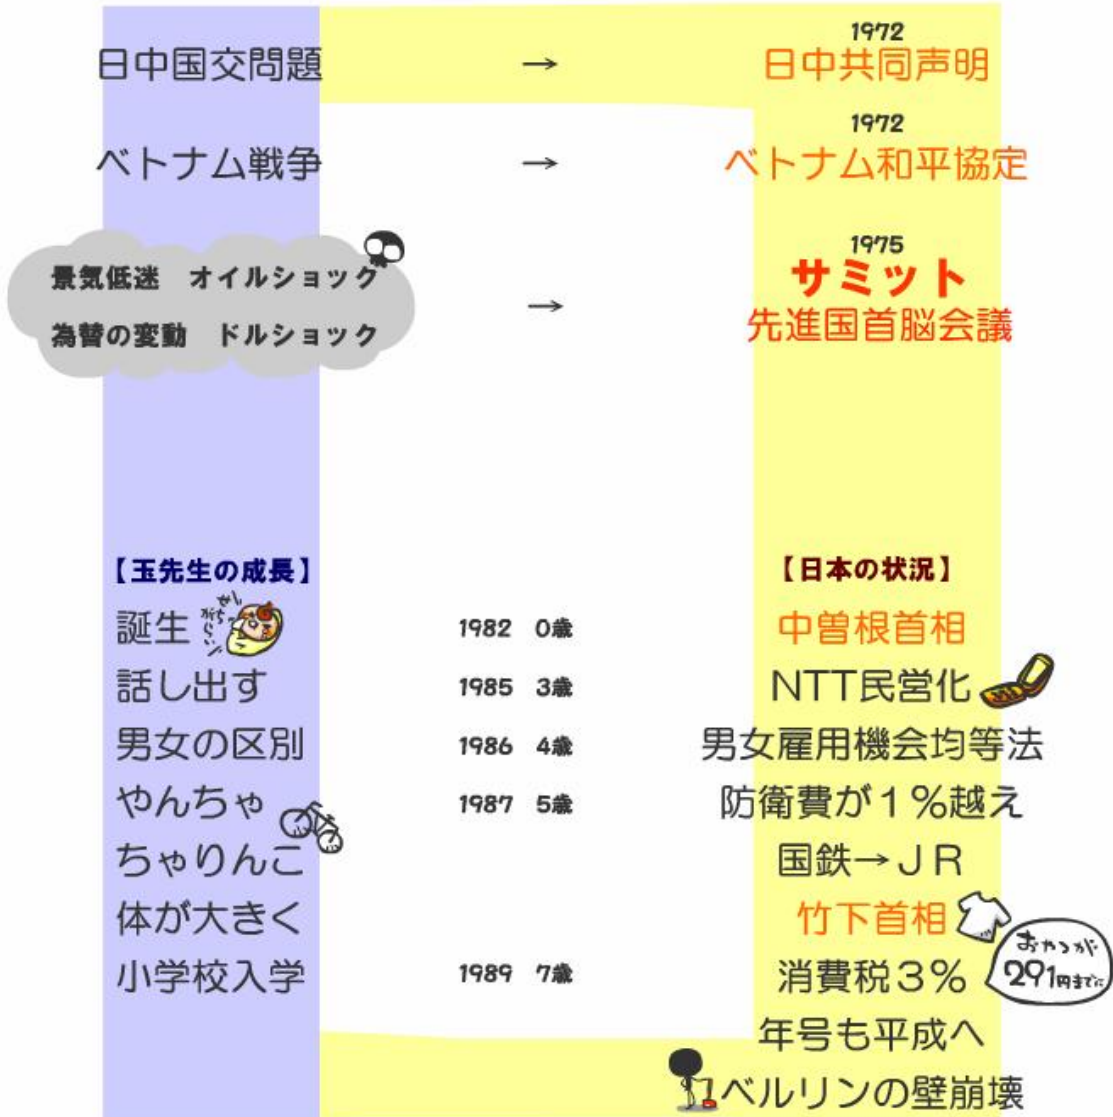 1972
日中国交問題 → 日中共同声明
1972
ベトナム戦争 → ベトナム和平協定
1975
景気低迷 オイルショック
→ サミット
為替の変動 ドルショック
先進国首脳会議
【玉先生の成長】 【日本の状況】
誕生 1982 0歳 中曽根首相
話し出す 1985 3歳 NTT民営化
男女の区別 1986 4歳 男女雇用機会均等法
やんちゃ 1987 5歳 防衛費が1%越え
ちゃりんこ 国鉄→JR
体が大きく 竹下首相
おやつが
291円までに
小学校入学 1989 7歳 消費税3%
年号も平成へ
ベルリンの壁崩壊